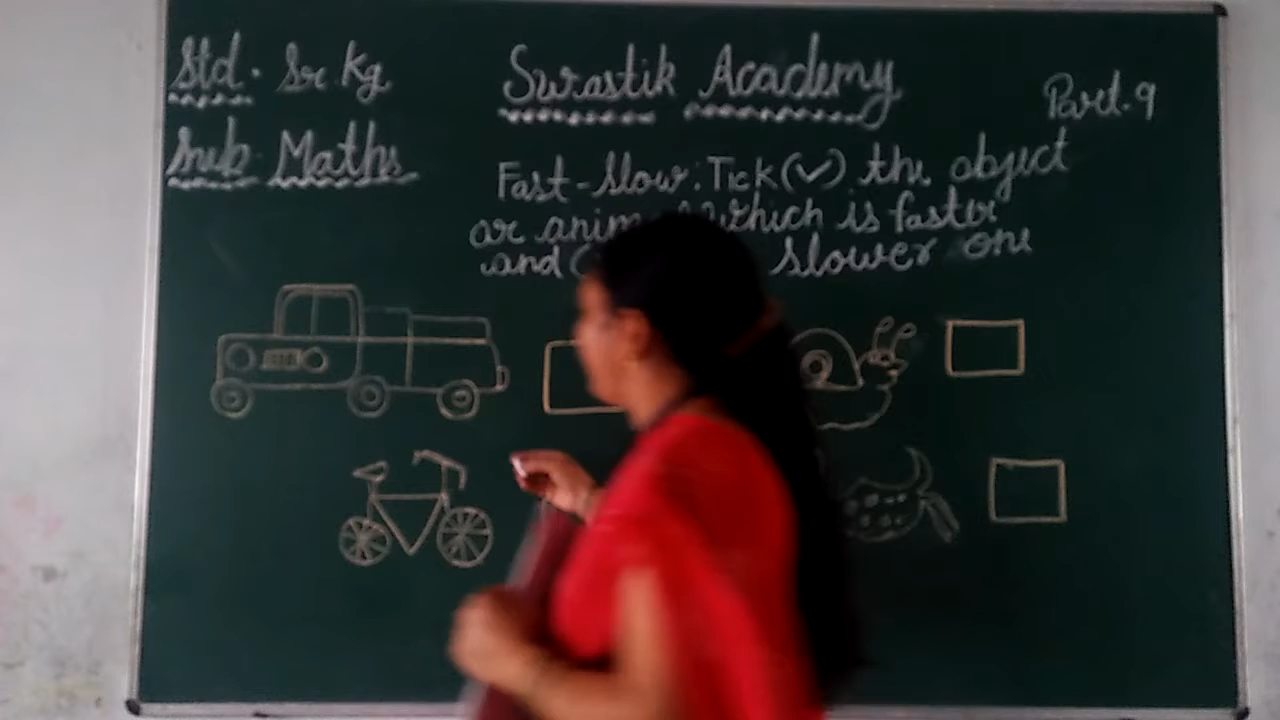 Std. Sr. Kg
Swastik Academy
Part-9
Sub Maths
Fast-Slow: Tick(✓) the object
or which is faster
and slower one